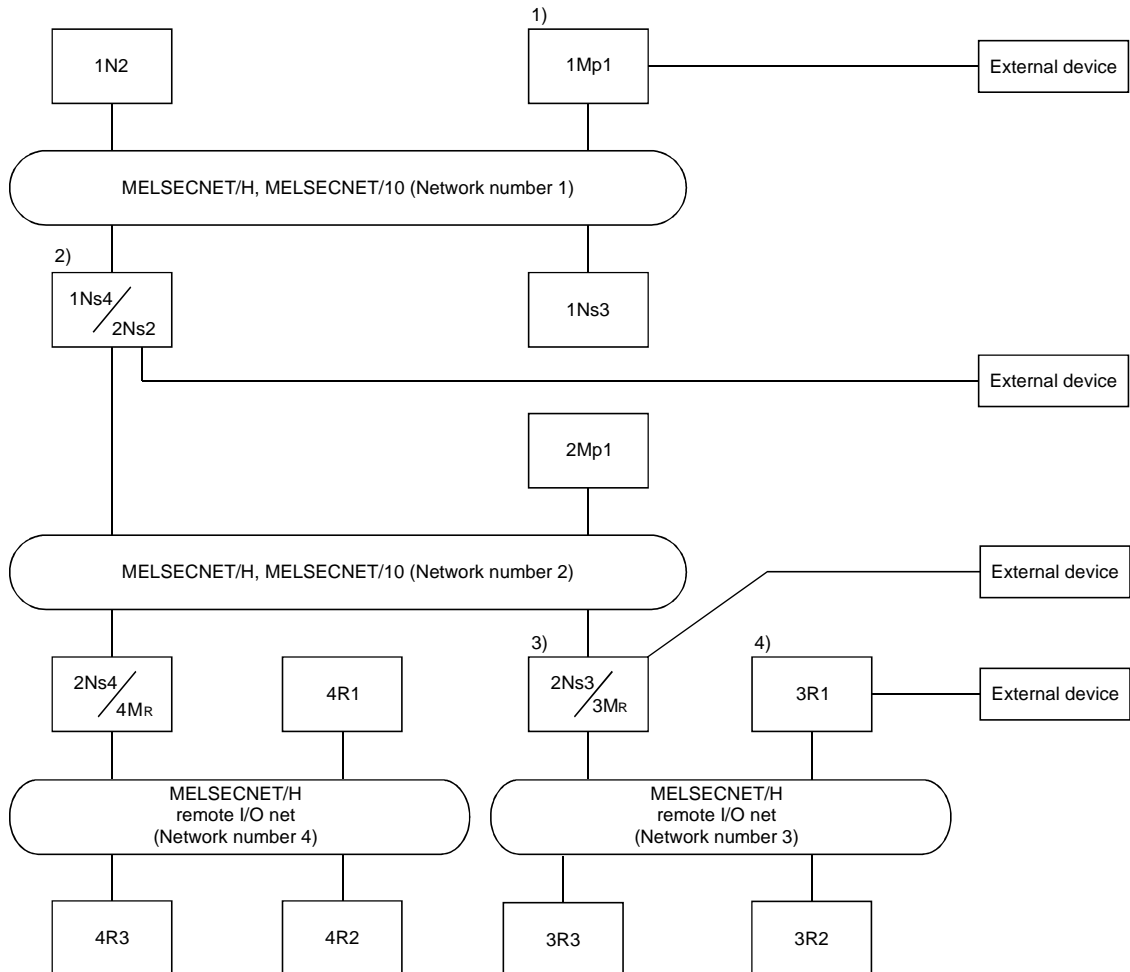 1)
1N2
1Mp1
External device
MELSECNET/H, MELSECNET/10 (Network number 1)
2)
1Ns4
2Ns2
1Ns3
External device
2Mp1
MELSECNET/H, MELSECNET/10 (Network number 2)
External device
3)
4)
2Ns4
4MR
4R1
2Ns3
3MR
3R1
External device
MELSECNET/H
remote I/O net
(Network number 4)
MELSECNET/H
remote I/O net
(Network number 3)
4R3
4R2
3R3
3R2